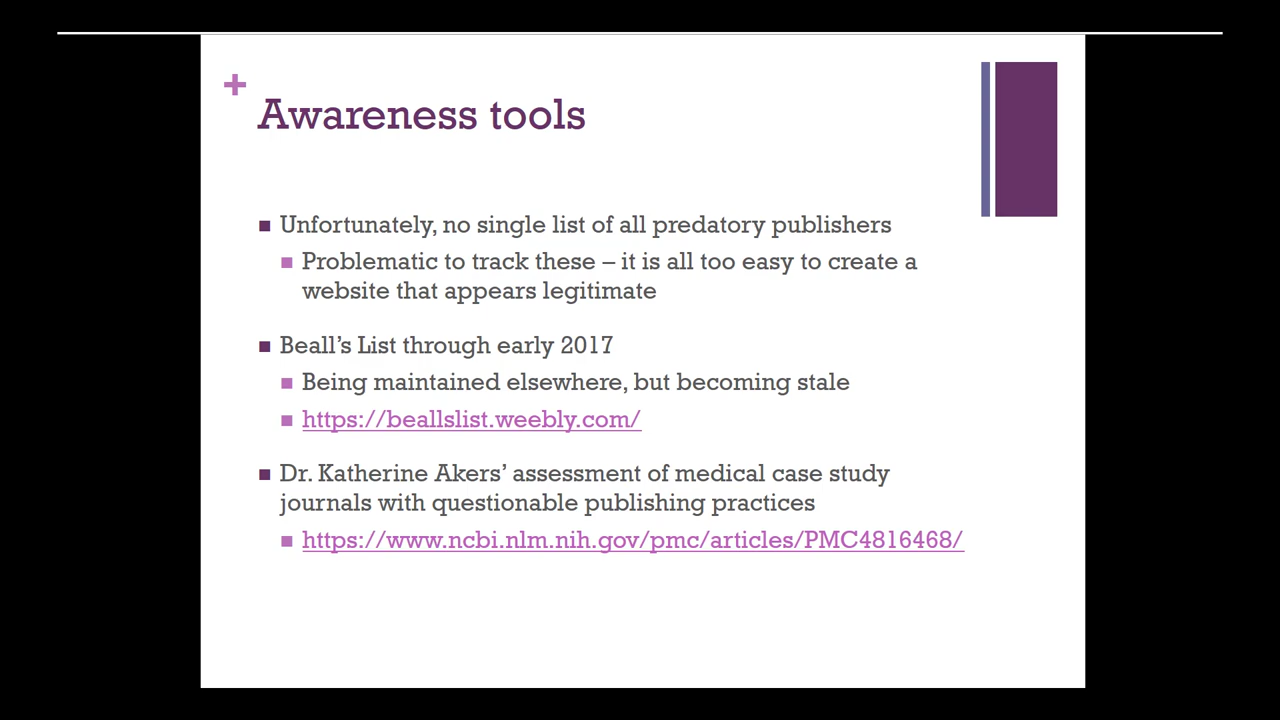 +
Awareness tools
Unfortunately, no single list of all predatory publishers
Problematic to track these – it is all too easy to create a
website that appears legitimate
Beall’s List through early 2017
Being maintained elsewhere, but becoming stale
https://beallslist.weebly.com/
Dr. Katherine Akers’ assessment of medical case study
journals with questionable publishing practices
https://www.ncbi.nlm.nih.gov/pmc/articles/PMC4816468/